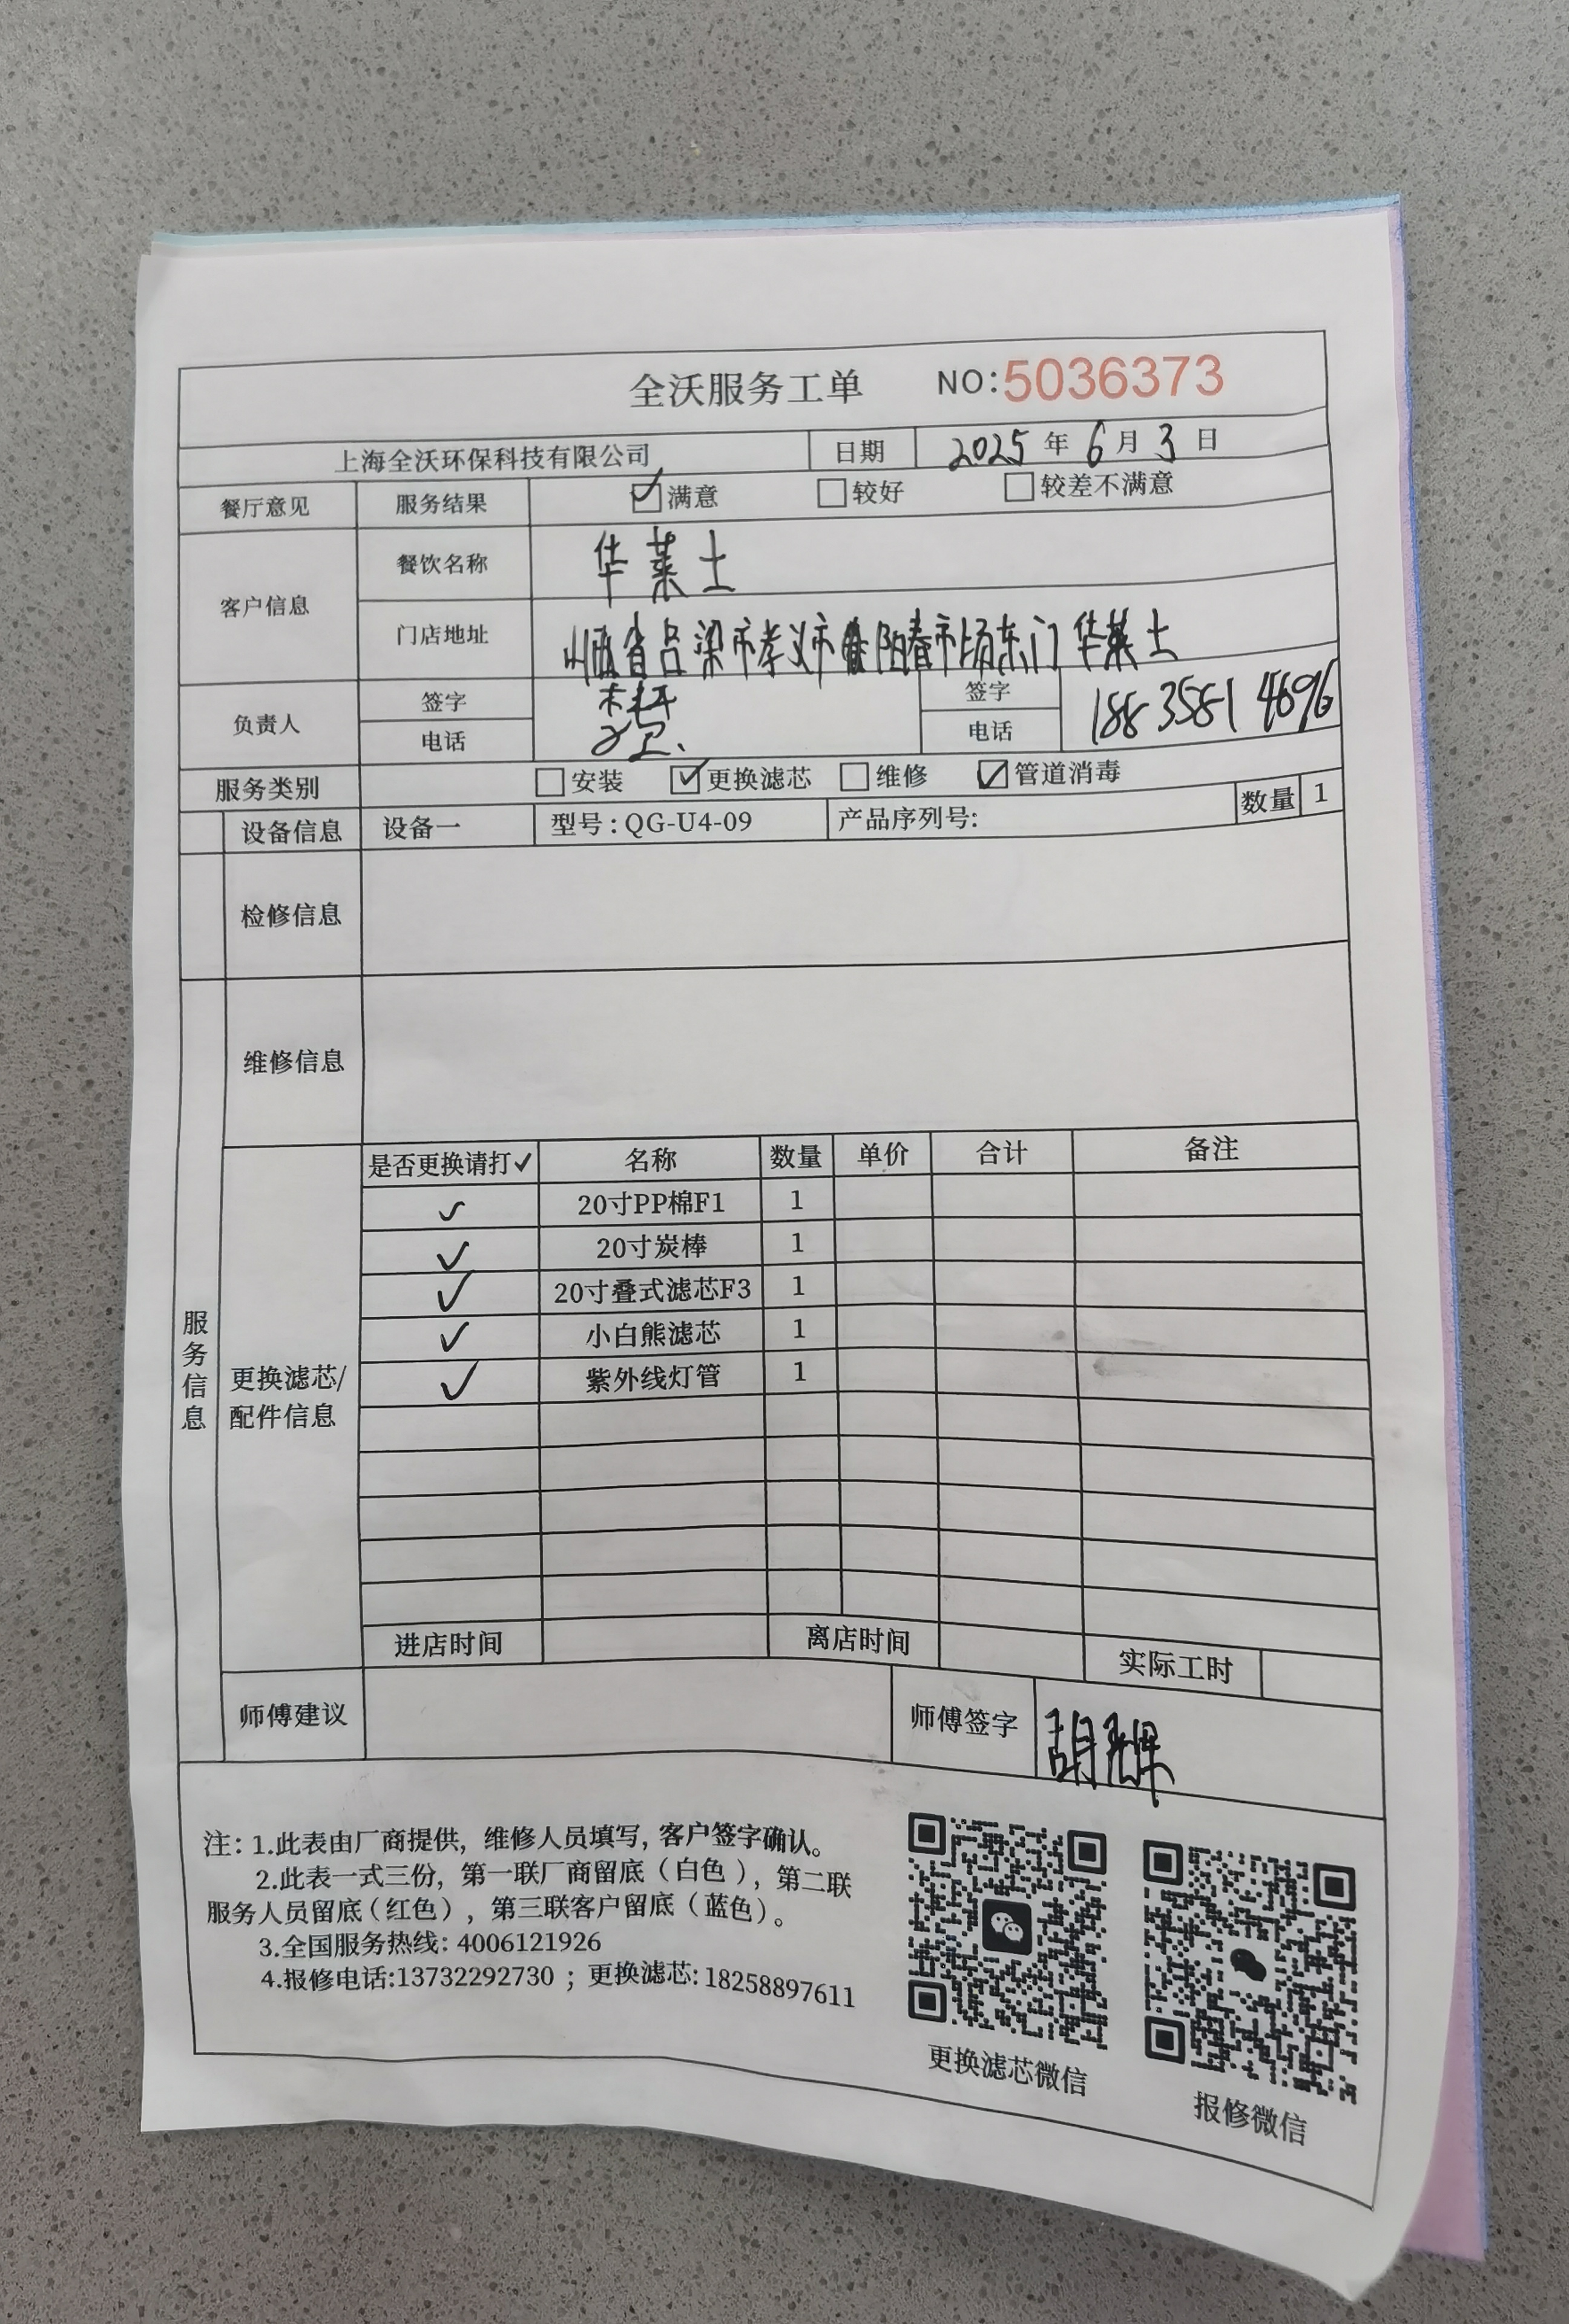 全沃服务工单 NO:5036373
上海全沃环保科技有限公司 日期 2025 年 6 月 3 日
餐厅意见 服务结果 ☑满意 □较好 □较差不满意
客户信息 餐饮名称 华莱士
门店地址 山西省吕梁市孝义市阳春市场东门华莱士
负责人 签字 签字
电话 电话 188 3581 4696
服务类别 □安装 ☑更换滤芯 □维修 ☑管道消毒
设备信息 设备一 型号:QG-U4-09 产品序列号: 数量 1
检修信息
维修信息
服务信息
更换滤芯/
配件信息
是否更换请打✓ 名称 数量 单价 合计 备注
✓ 20寸PP棉F1 1
✓ 20寸炭棒 1
✓ 20寸叠式滤芯F3 1
✓ 小白熊滤芯 1
✓ 紫外线灯管 1
进店时间 离店时间 实际工时
师傅建议 师傅签字 胡
注: 1.此表由厂商提供, 维修人员填写, 客户签字确认。
2.此表一式三份, 第一联厂商留底（白色）, 第二联
服务人员留底（红色）, 第三联客户留底（蓝色）。
3.全国服务热线: 4006121926
4.报修电话:13732292730 ; 更换滤芯: 18258897611
更换滤芯微信
报修微信